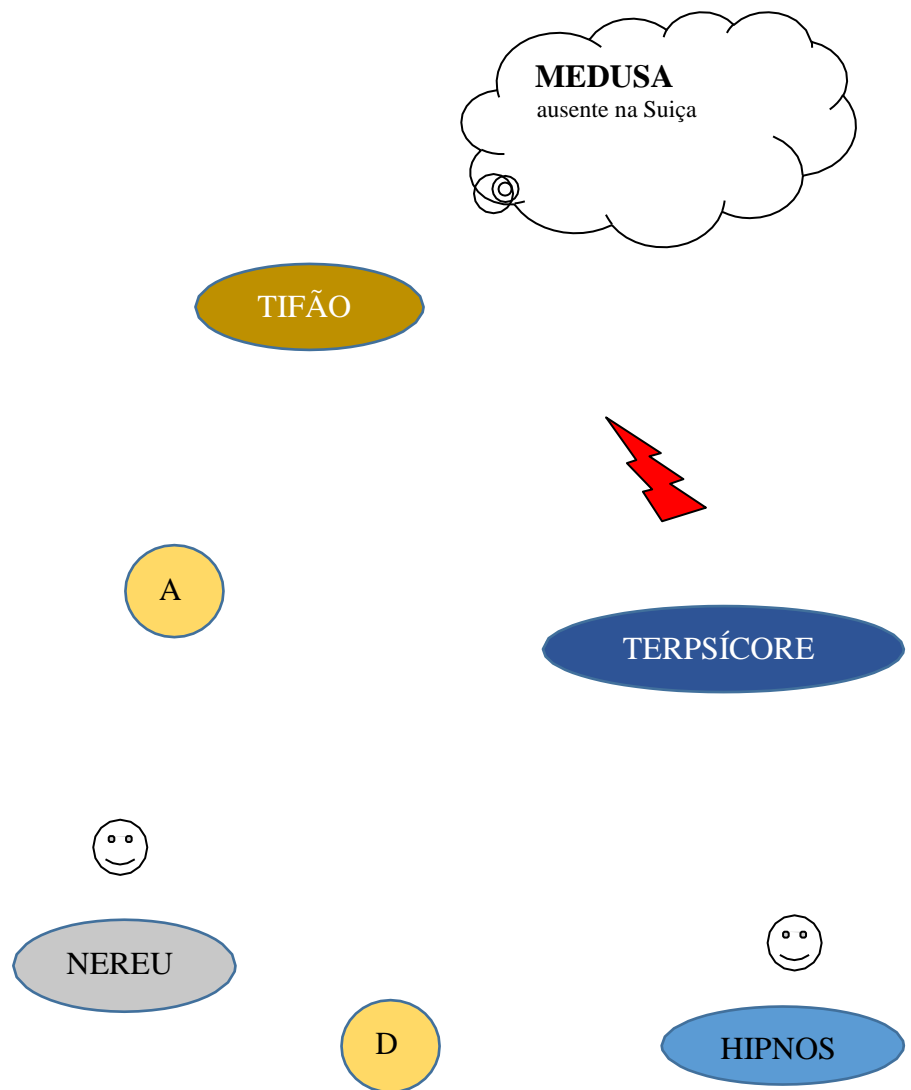 MEDUSA
ausente na Suiça
TIFÃO
A
TERPSÍCORE
NEREU
D
HIPNOS